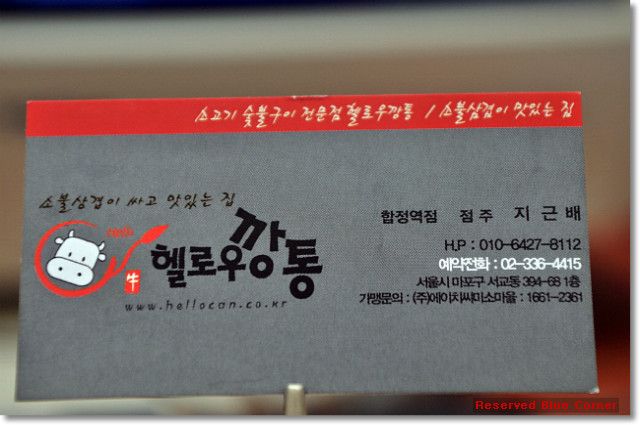 소고기 숯불구이 전문점 헬로우깡통 / 소불삼겹이 맛있는 집
소불삼겹이 싸고 맛있는 집
牛
헬로우깡통
www.hellocan.co.kr
합정역점 점주 지근배
H.P : 010-6427-8112
예약전화 : 02-336-4415
서울시 마포구 서교동 394-68 1층
가맹문의 : (주)에이치씨미소마을 : 1661-2361
Reserved Blue Corner